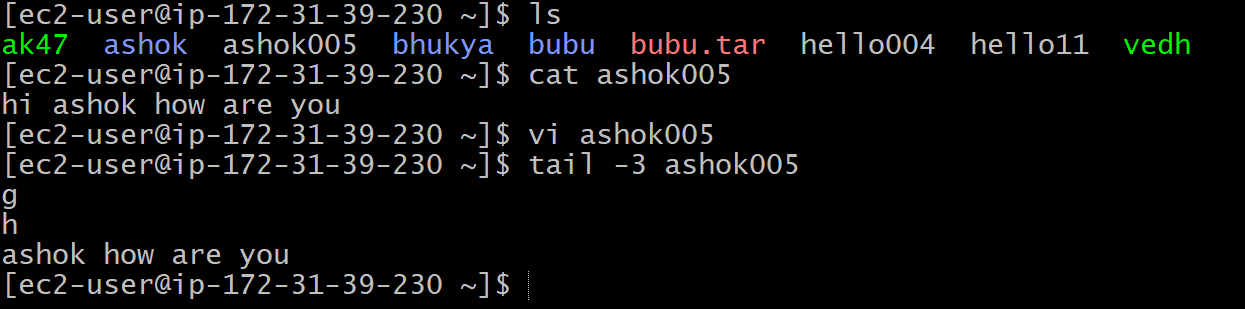 [ec2-user@ip-172-31-39-230 ~]$ ls
ak47  ashok  ashok005  bhukya  bubu  bubu.tar  hello004  hello11  vedh
[ec2-user@ip-172-31-39-230 ~]$ cat ashok005
hi ashok how are you
[ec2-user@ip-172-31-39-230 ~]$ vi ashok005
[ec2-user@ip-172-31-39-230 ~]$ tail -3 ashok005
g
h
ashok how are you
[ec2-user@ip-172-31-39-230 ~]$